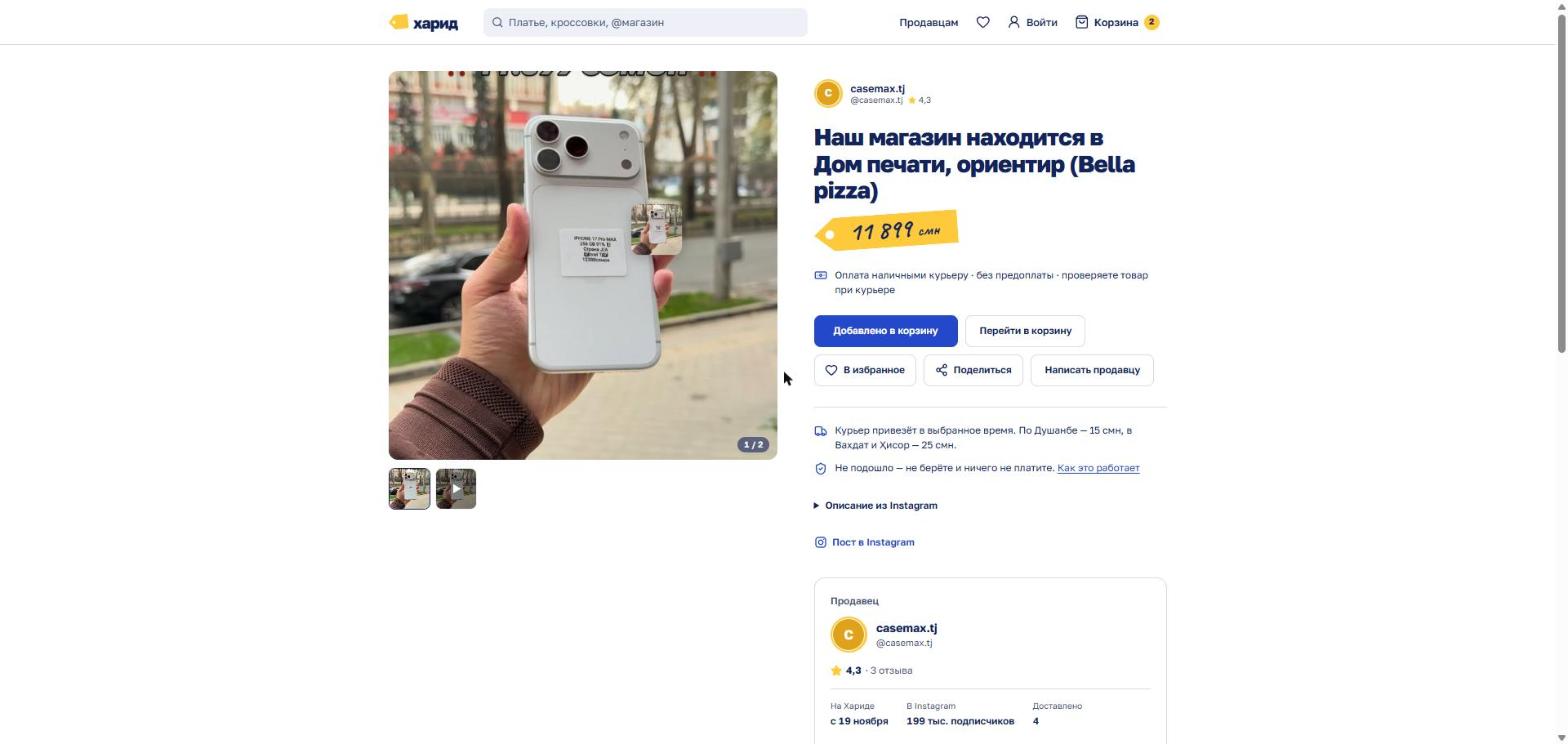 харид
Платье, кроссовки, @магазин
Продавцам
Войти
Корзина 2
casemax.tj
@casemax.tj 4,3
Наш магазин находится в
Дом печати, ориентир (Bella
pizza)
11 899 смн
Оплата наличными курьеру · без предоплаты · проверяете товар
при курьере
Добавлено в корзину
Перейти в корзину
В избранное
Поделиться
Написать продавцу
1 / 2
Курьер привезёт в выбранное время. По Душанбе — 15 смн, в
Вахдат и Ҳисор — 25 смн.
Не подошло — не берёте и ничего не платите. Как это работает
Описание из Instagram
Пост в Instagram
Продавец
C
casemax.tj
@casemax.tj
4,3 · 3 отзыва
На Хариде
с 19 ноября
В Instagram
199 тыс. подписчиков
Доставлено
4